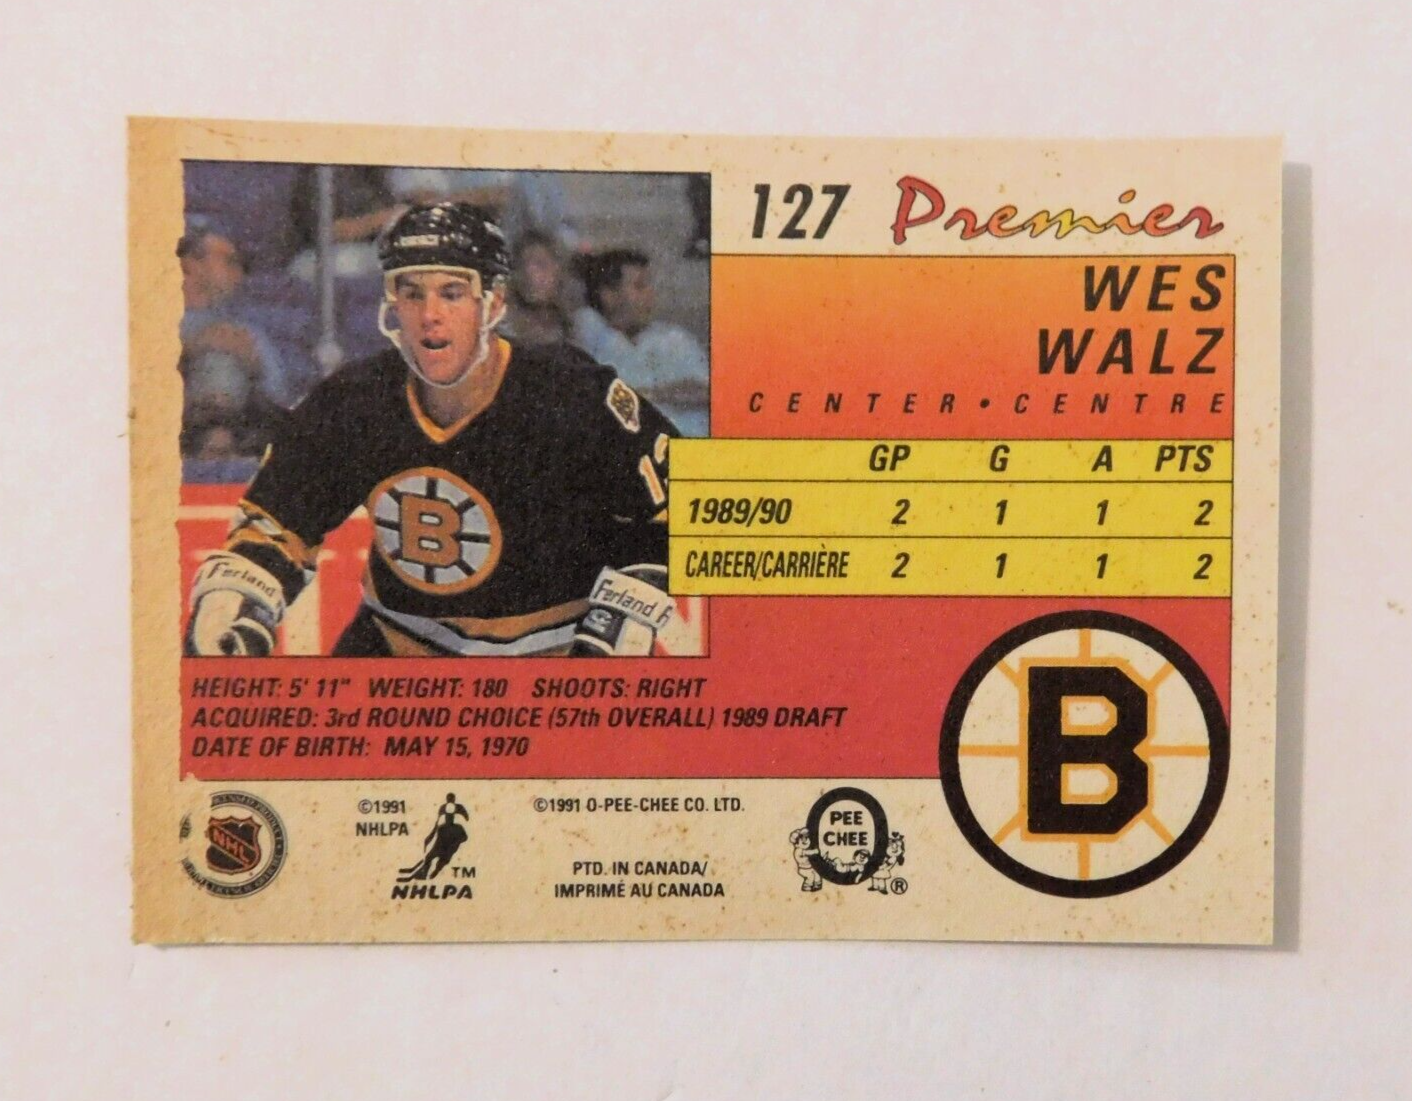 127 Premier
WES
WALZ
CENTER • CENTRE
GP G A PTS
1989/90 2 1 1 2
CAREER/CARRIÈRE 2 1 1 2
B
Ferland
Ferland
HEIGHT: 5' 11" WEIGHT: 180 SHOOTS: RIGHT
ACQUIRED: 3rd ROUND CHOICE (57th OVERALL) 1989 DRAFT
DATE OF BIRTH: MAY 15, 1970
NHL
©1991
NHLPA
NHLPA TM
©1991 O-PEE-CHEE CO. LTD.
PTD. IN CANADA/
IMPRIMÉ AU CANADA
O
PEE
CHEE
®
B